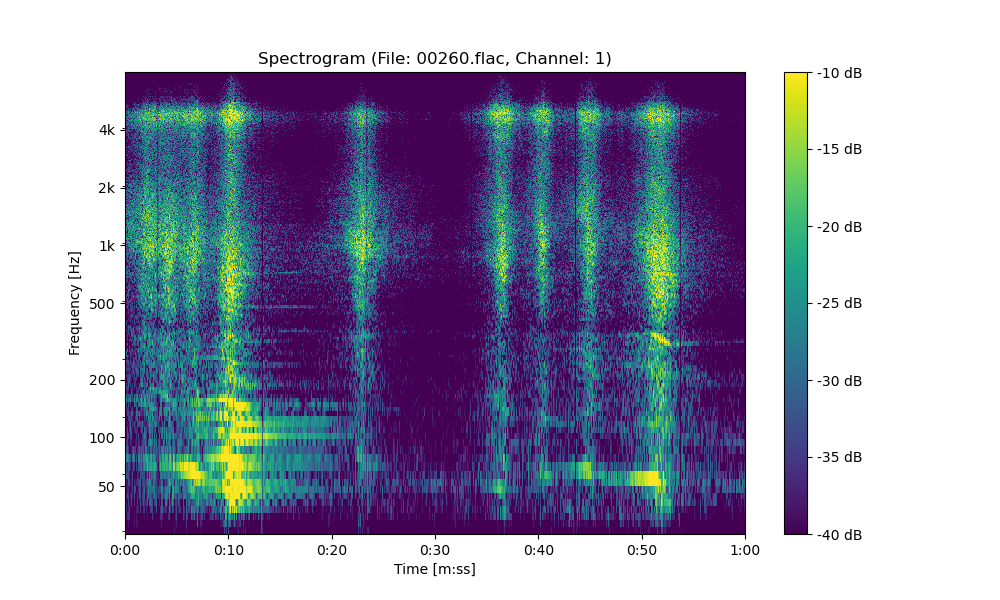 Spectrogram (File: 00260.flac, Channel: 1)
Frequency [Hz]
4k
2k
1k
500
200
100
50
0:00
0:10
0:20
0:30
0:40
0:50
1:00
Time [m:ss]
-10 dB
-15 dB
-20 dB
-25 dB
-30 dB
-35 dB
-40 dB